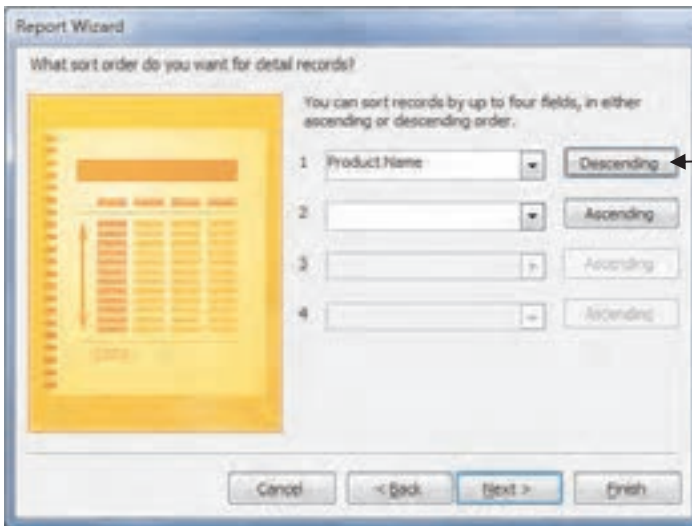 Report Wizard
What sort order do you want for detail records?
You can sort records by up to four fields, in either
ascending or descending order.
1 Product Name Descending
2 Ascending
3 Ascending
4 Ascending
Cancel < Back Next > Finish